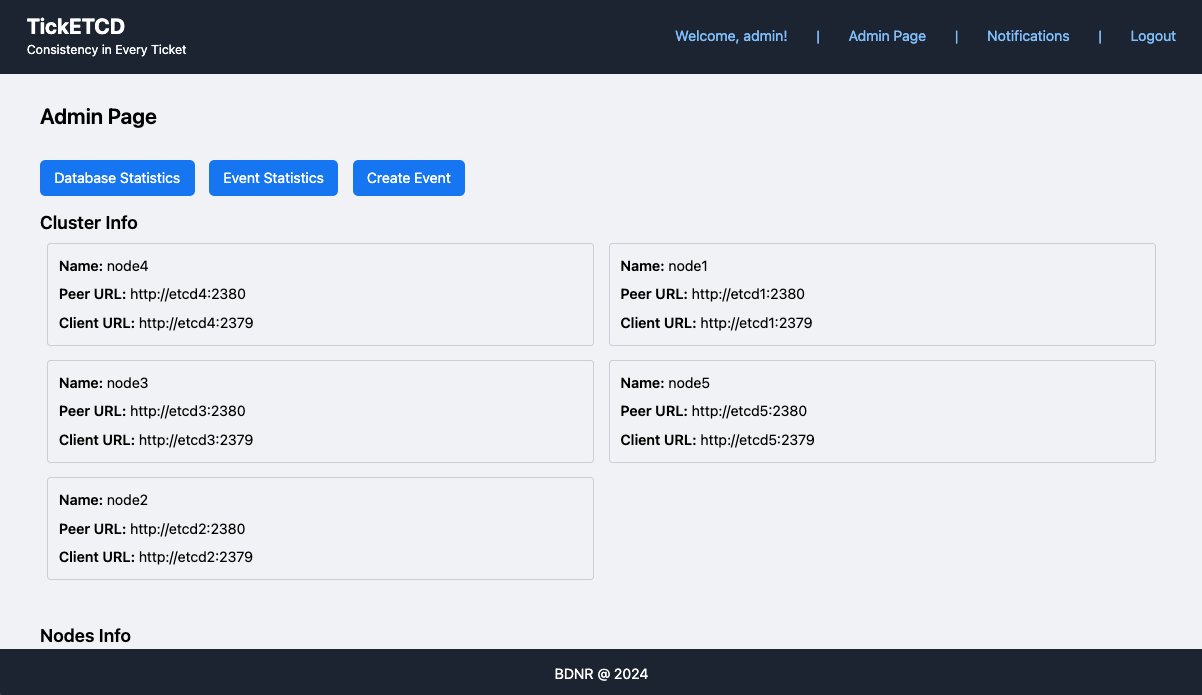 TickETCD
Consistency in Every Ticket
Welcome, admin! | Admin Page | Notifications | Logout
Admin Page
Database Statistics
Event Statistics
Create Event
Cluster Info
Name: node4
Peer URL: http://etcd4:2380
Client URL: http://etcd4:2379
Name: node1
Peer URL: http://etcd1:2380
Client URL: http://etcd1:2379
Name: node3
Peer URL: http://etcd3:2380
Client URL: http://etcd3:2379
Name: node5
Peer URL: http://etcd5:2380
Client URL: http://etcd5:2379
Name: node2
Peer URL: http://etcd2:2380
Client URL: http://etcd2:2379
Nodes Info
BDNR @ 2024